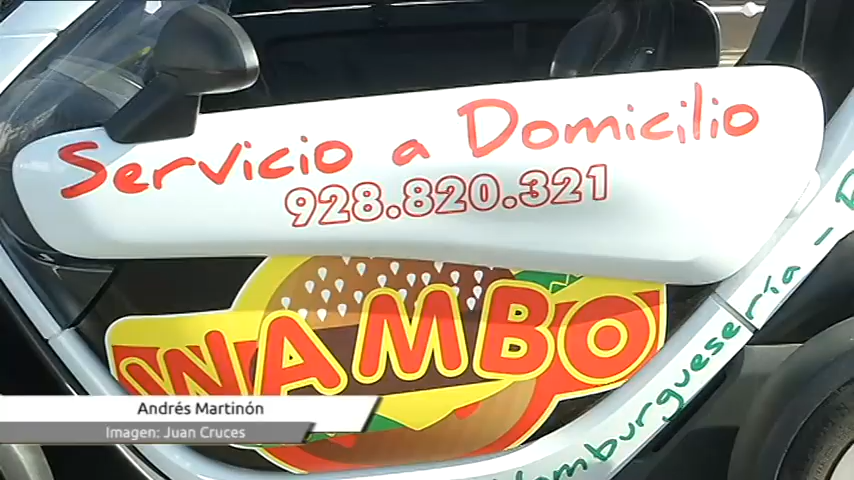 Servicio a Domicilio
928.820.321
WAMBO
Hamburguesería -
Andrés Martinón
Imagen: Juan Cruces